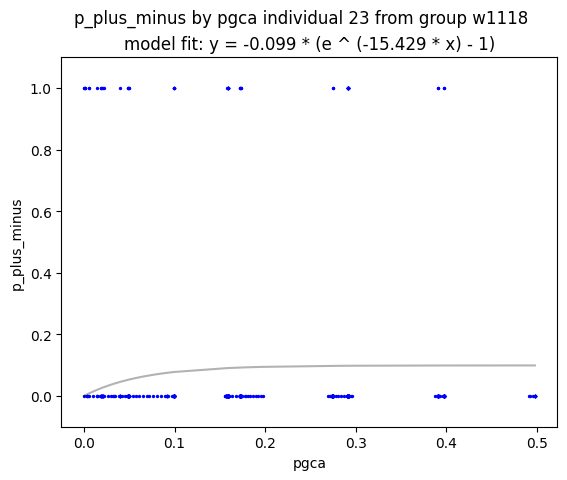 p_plus_minus by pgca individual 23 from group w1118
model fit: y = -0.099 * (e ^ (-15.429 * x) - 1)
1.0
0.8
0.6
0.4
0.2
0.0
p_plus_minus
0.0 0.1 0.2 0.3 0.4 0.5
pgca